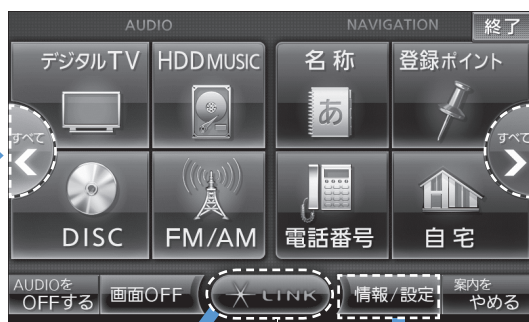 AUDIO
NAVIGATION
終了
デジタルTV
HDD MUSIC
名称
登録ポイント
あ
すべて
すべて
DISC
FM/AM
電話番号
自宅
AUDIOを
OFFする
画面OFF
LINK
情報/設定
案内を
やめる